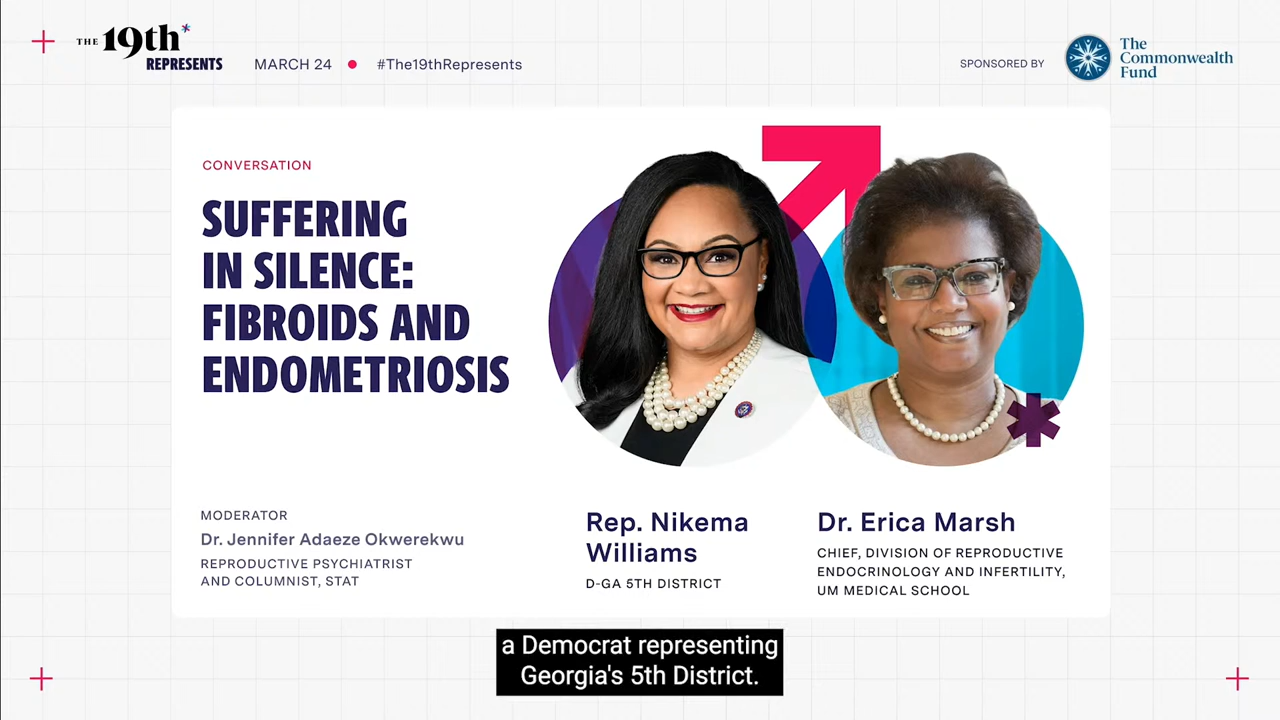 THE 19th*
REPRESENTS
MARCH 24
#The19thRepresents
SPONSORED BY
The
Commonwealth
Fund
CONVERSATION
SUFFERING
IN SILENCE:
FIBROIDS AND
ENDOMETRIOSIS
MODERATOR
Dr. Jennifer Adaeze Okwerekwu
REPRODUCTIVE PSYCHIATRIST
AND COLUMNIST, STAT
Rep. Nikema
Williams
D-GA 5TH DISTRICT
Dr. Erica Marsh
CHIEF, DIVISION OF REPRODUCTIVE
ENDOCRINOLOGY AND INFERTILITY,
UM MEDICAL SCHOOL
a Democrat representing
Georgia's 5th District.